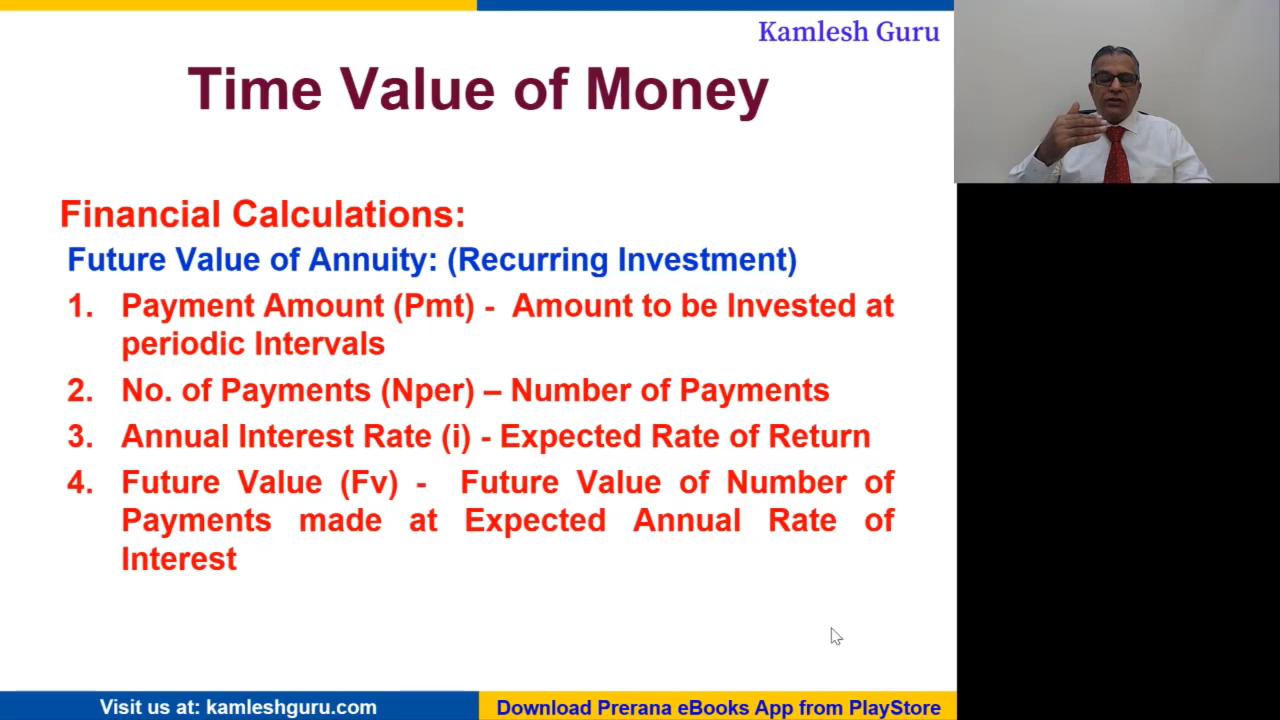 Kamlesh Guru
Time Value of Money
Financial Calculations:
Future Value of Annuity: (Recurring Investment)
1. Payment Amount (Pmt) - Amount to be Invested at
periodic Intervals
2. No. of Payments (Nper) – Number of Payments
3. Annual Interest Rate (i) - Expected Rate of Return
4. Future Value (Fv) - Future Value of Number of
Payments made at Expected Annual Rate of
Interest
Visit us at: kamleshguru.com
Download Prerana eBooks App from PlayStore